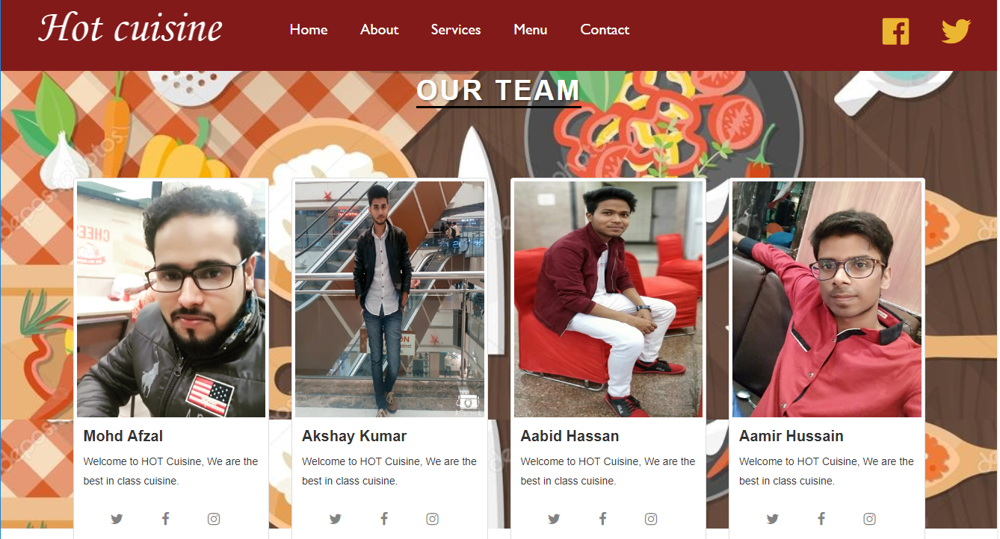 Hot cuisine
Home About Services Menu Contact
OUR TEAM
Mohd Afzal
Welcome to HOT Cuisine, We are the
best in class cuisine.
Akshay Kumar
Welcome to HOT Cuisine, We are the
best in class cuisine.
Aabid Hassan
Welcome to HOT Cuisine, We are the
best in class cuisine.
Aamir Hussain
Welcome to HOT Cuisine, We are the
best in class cuisine.